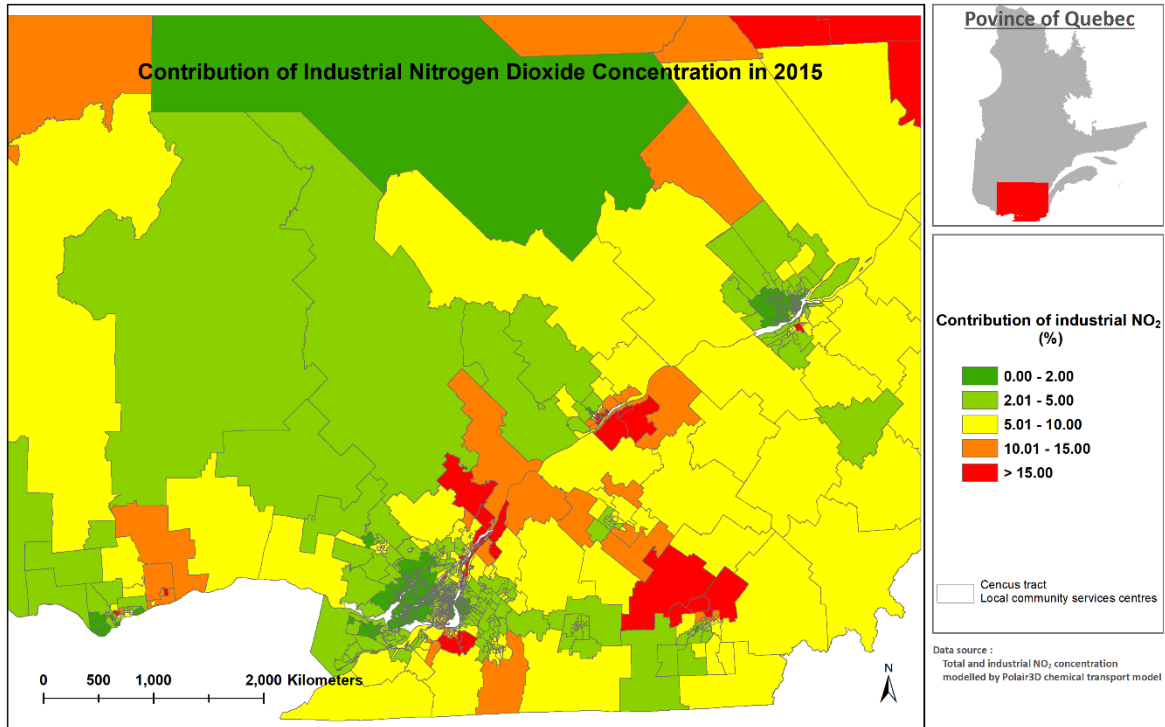 Contribution of Industrial Nitrogen Dioxide Concentration in 2015
Povince of Quebec
Contribution of industrial NO₂
(%)
0.00 - 2.00
2.01 - 5.00
5.01 - 10.00
10.01 - 15.00
> 15.00
Cencus tract
Local community services centres
Data source :
Total and industrial NO₂ concentration
modelled by Polair3D chemical transport model
0 500 1,000 2,000 Kilometers
N